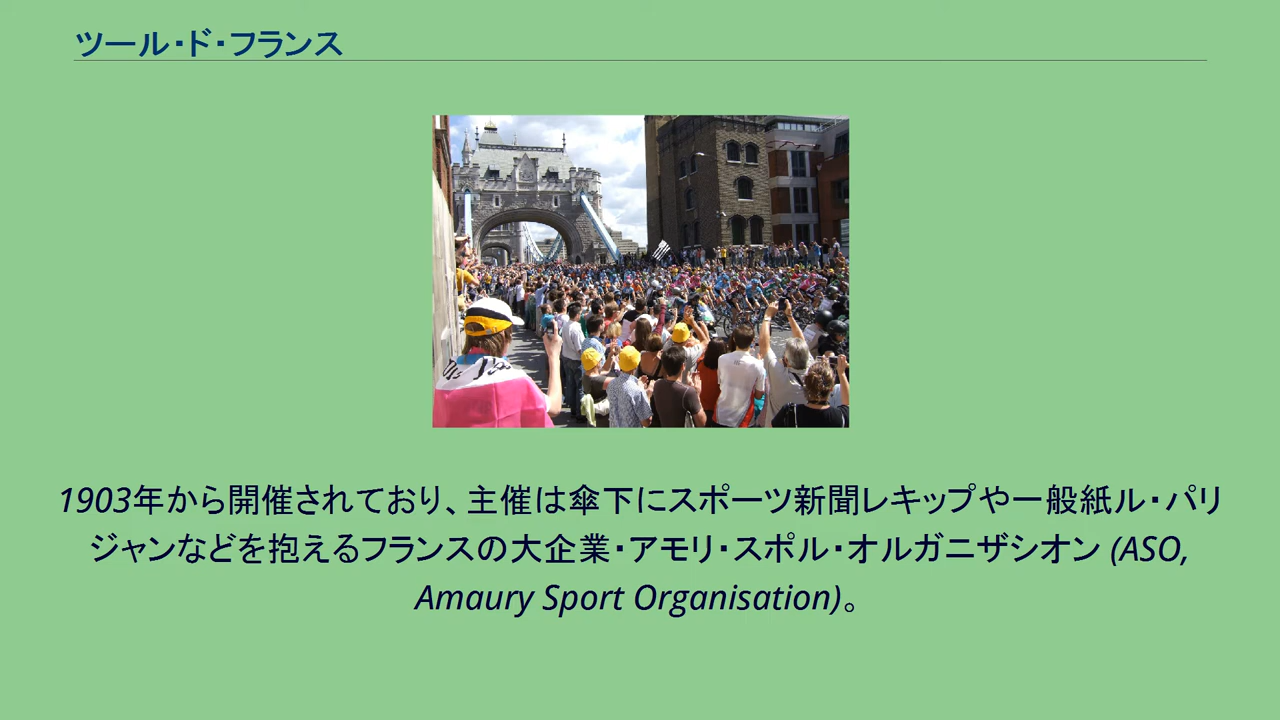 ツール・ド・フランス
1903年から開催されており、主催は傘下にスポーツ新聞レキップや一般紙ル・パリ
ジャンなどを抱えるフランスの大企業・アモリ・スポル・オルガニザシオン (ASO,
Amaury Sport Organisation)。